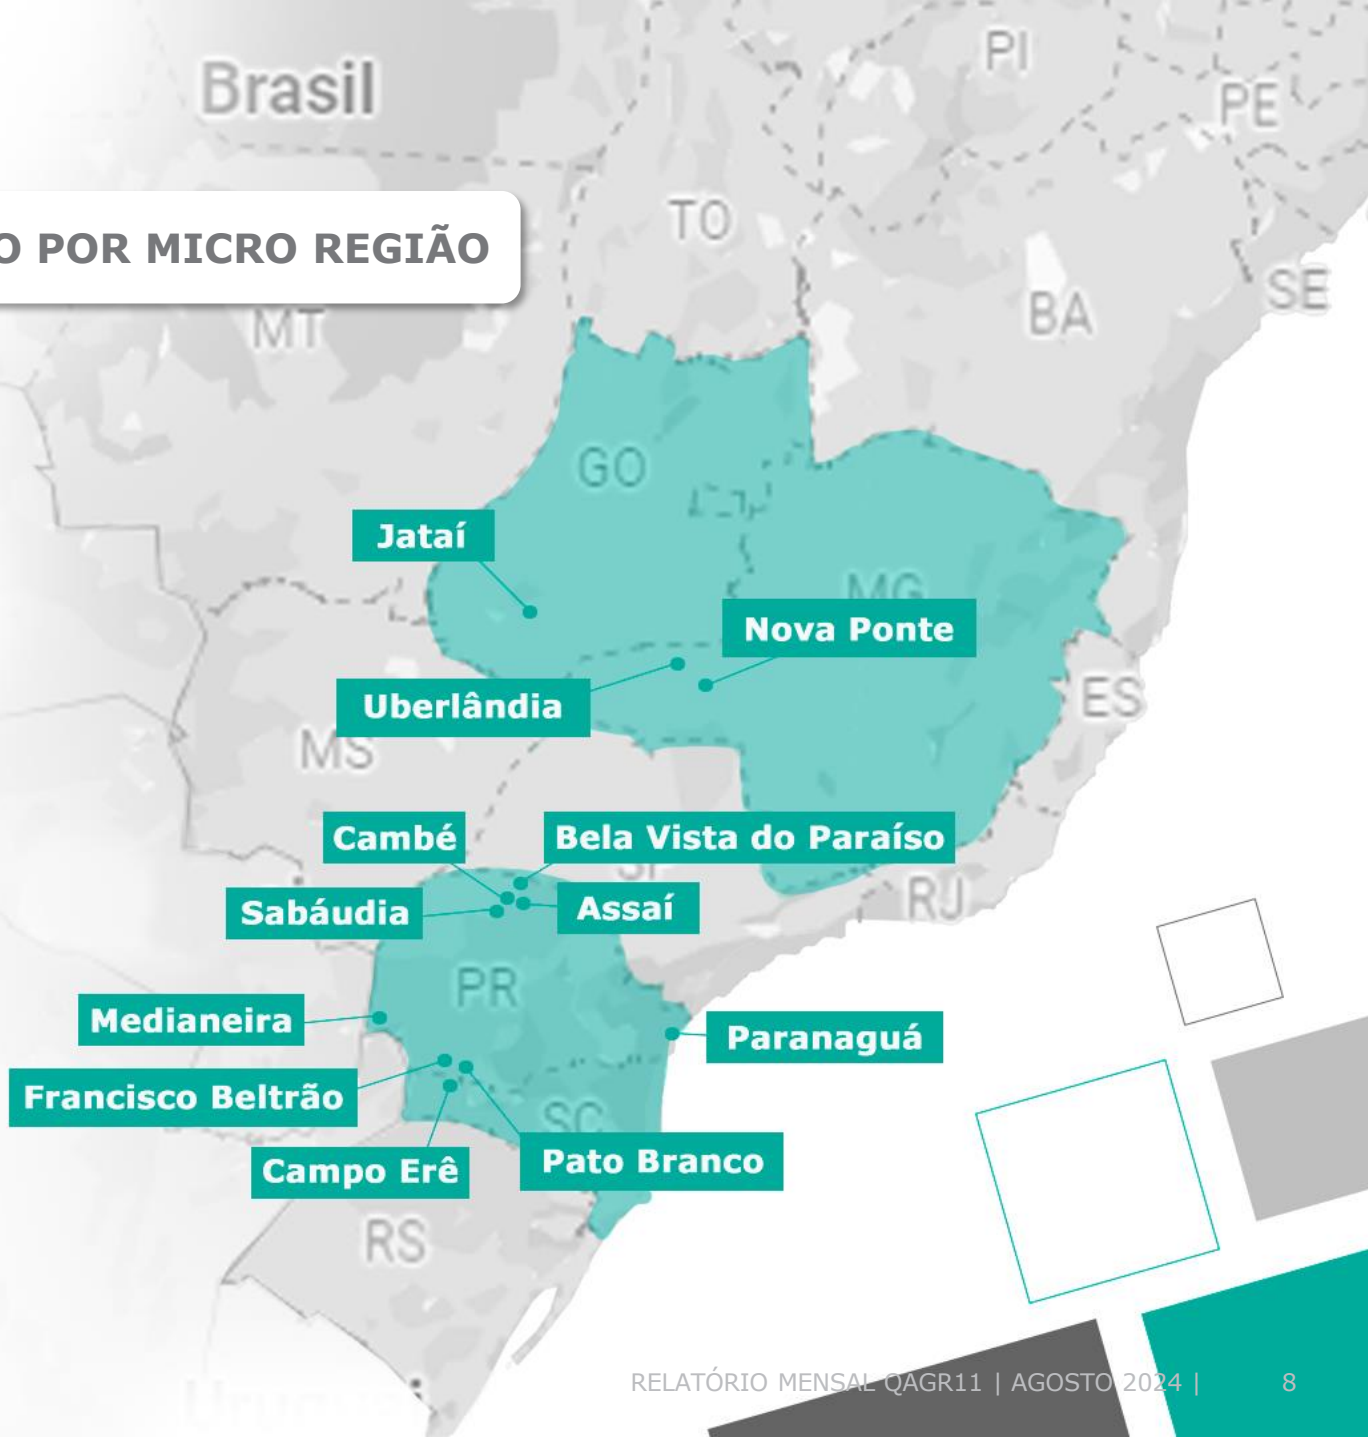 Brasil
PI
PE
TO
O POR MICRO REGIÃO
SE
BA
MT
GO
Jataí
MG
Nova Ponte
Uberlândia
ES
MS
Cambé
Bela Vista do Paraíso
SP
Sabáudia
Assaí
RJ
PR
Medianeira
Paranaguá
Francisco Beltrão
SC
Campo Erê
Pato Branco
RS
Uruguai
RELATÓRIO MENSAL QAGR11 | AGOSTO 2024 | 8